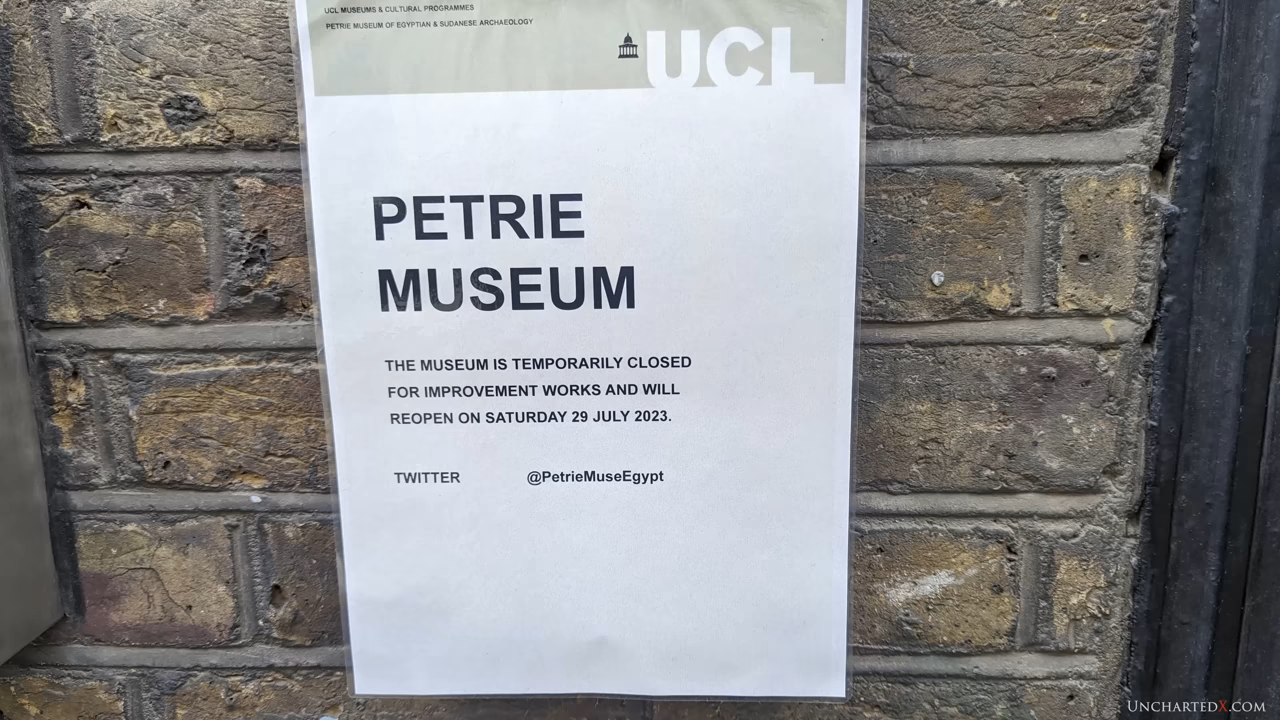 UCL MUSEUMS & CULTURAL PROGRAMMES
PETRIE MUSEUM OF EGYPTIAN & SUDANESE ARCHAEOLOGY
UCL
PETRIE
MUSEUM
THE MUSEUM IS TEMPORARILY CLOSED
FOR IMPROVEMENT WORKS AND WILL
REOPEN ON SATURDAY 29 JULY 2023.
TWITTER @PetrieMuseEgypt
UNCHARTEDX.COM